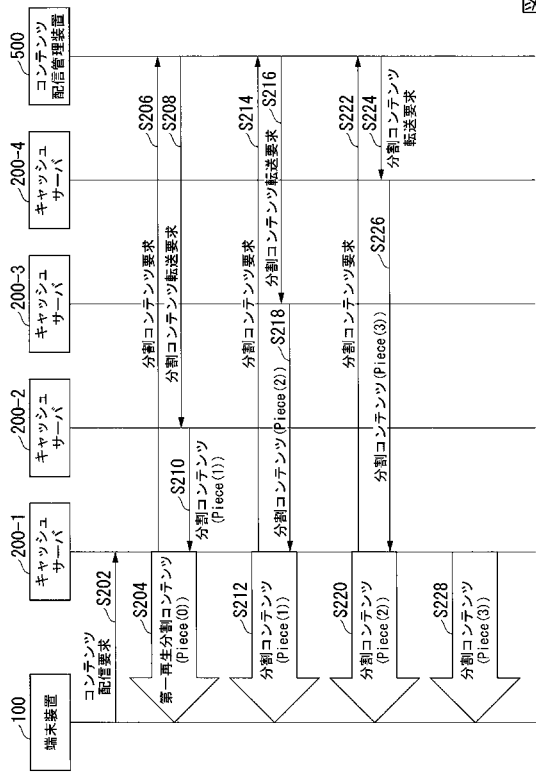 100
端末装置
200-1
キャッシュ
サーバ
200-2
キャッシュ
サーバ
200-3
キャッシュ
サーバ
200-4
キャッシュ
サーバ
500
コンテンツ
配信管理装置
S202
コンテンツ
配信要求
S204
第一再生分割コンテンツ
(Piece(0))
分割コンテンツ要求
S206
S208
分割コンテンツ転送要求
S210
分割コンテンツ
(Piece(1))
S212
分割コンテンツ
(Piece(1))
分割コンテンツ要求
S214
S216
分割コンテンツ転送要求
S218
分割コンテンツ(Piece(2))
S220
分割コンテンツ
(Piece(2))
分割コンテンツ要求
S222
S224
分割コンテンツ
転送要求
S226
分割コンテンツ(Piece(3))
S228
分割コンテンツ
(Piece(3))